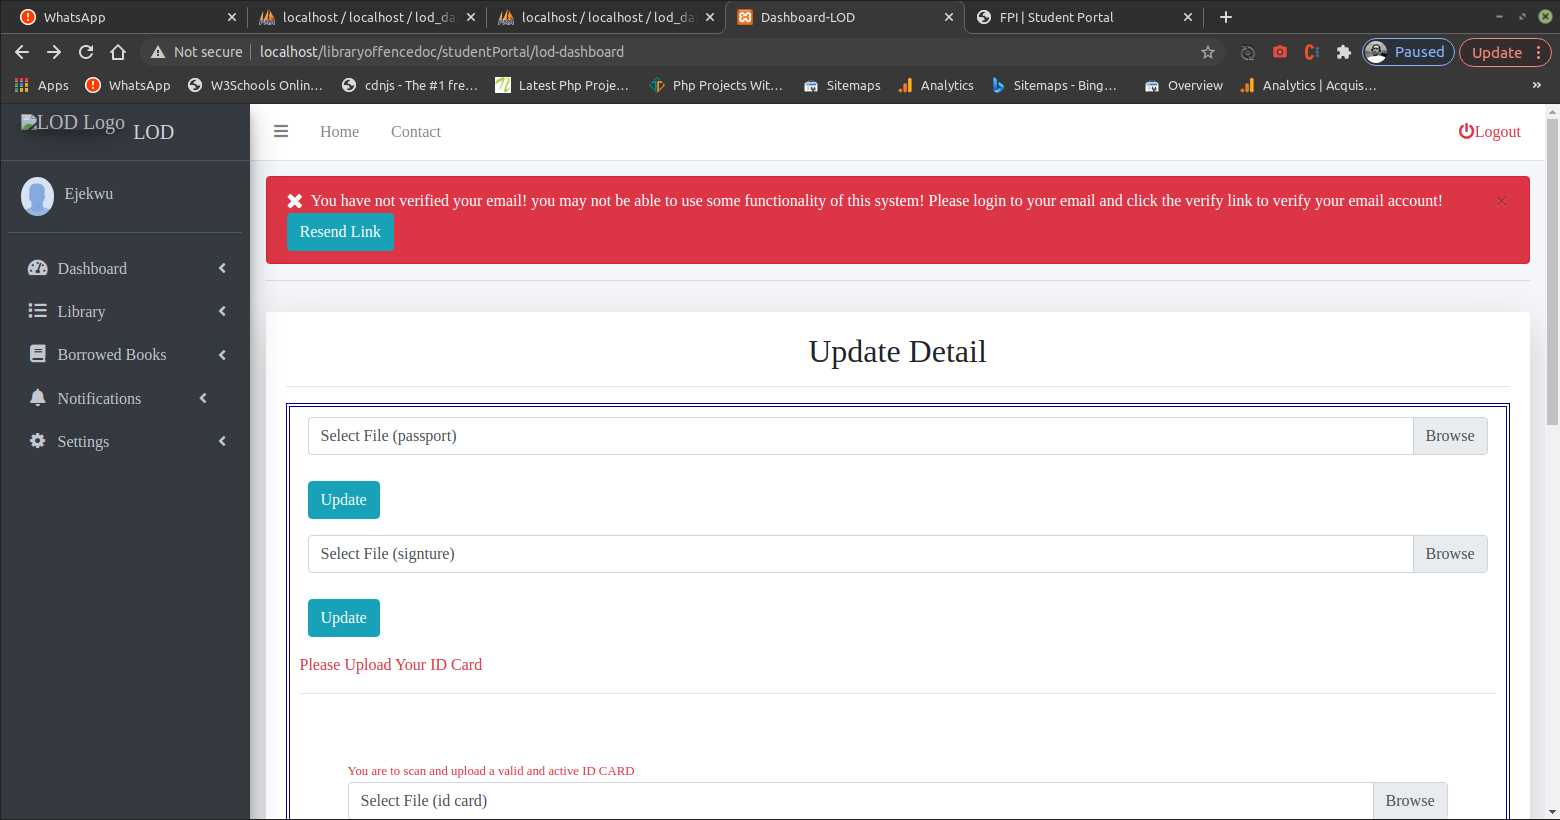 WhatsApp
localhost / localhost / lod_da
localhost / localhost / lod_da
Dashboard-LOD
FPI | Student Portal
Not secure
localhost/libraryoffencedoc/studentPortal/lod-dashboard
Paused
Update
Apps
WhatsApp
W3Schools Onlin...
cdnjs - The #1 fre...
Latest Php Proje...
Php Projects Wit...
Sitemaps
Analytics
Sitemaps - Bing...
Overview
Analytics | Acquis...
LOD Logo
LOD
Home
Contact
Logout
Ejekwu
Dashboard
Library
Borrowed Books
Notifications
Settings
You have not verified your email! you may not be able to use some functionality of this system! Please login to your email and click the verify link to verify your email account!
Resend Link
Update Detail
Select File (passport)
Browse
Update
Select File (signture)
Browse
Update
Please Upload Your ID Card
You are to scan and upload a valid and active ID CARD
Select File (id card)
Browse